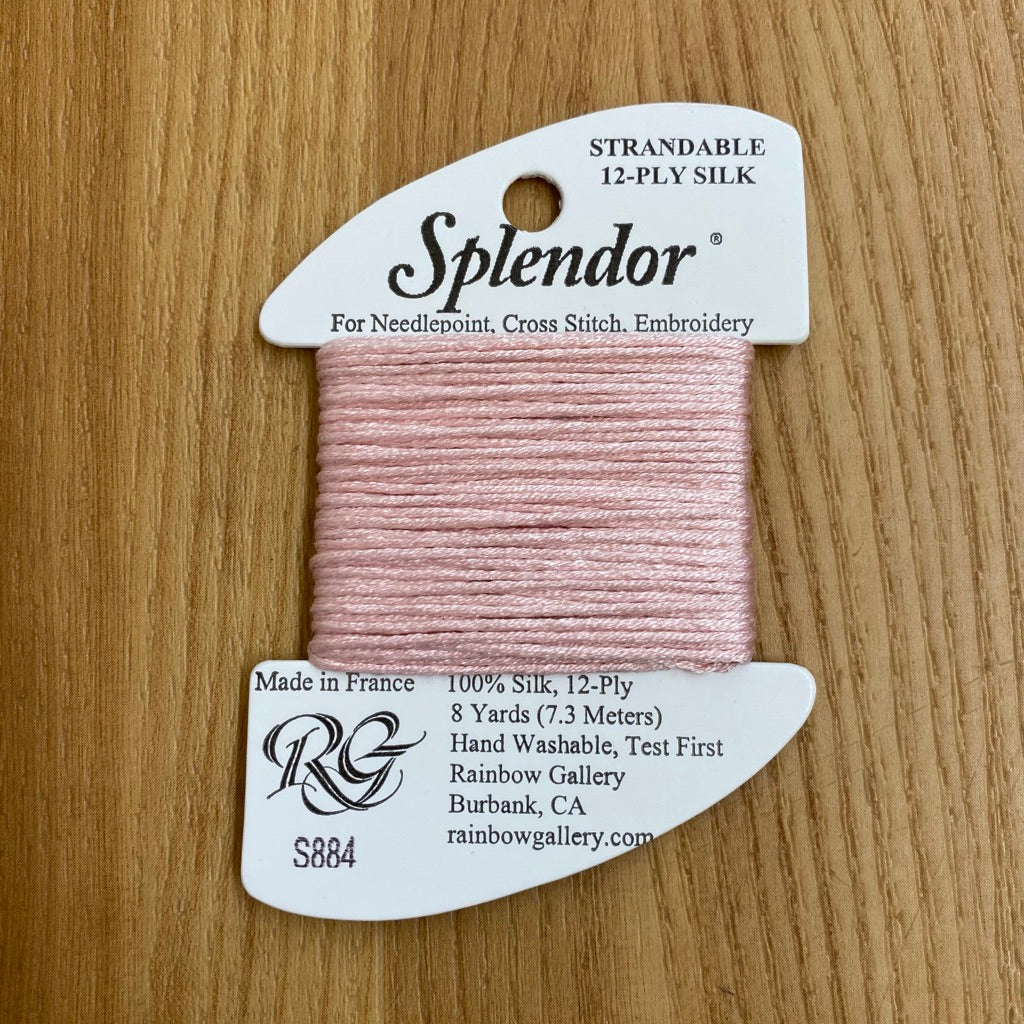 STRANDABLE
12-PLY SILK
Splendor ®
For Needlepoint, Cross Stitch, Embroidery
Made in France
RG
S884
100% Silk, 12-Ply
8 Yards (7.3 Meters)
Hand Washable, Test First
Rainbow Gallery
Burbank, CA
rainbowgallery.com